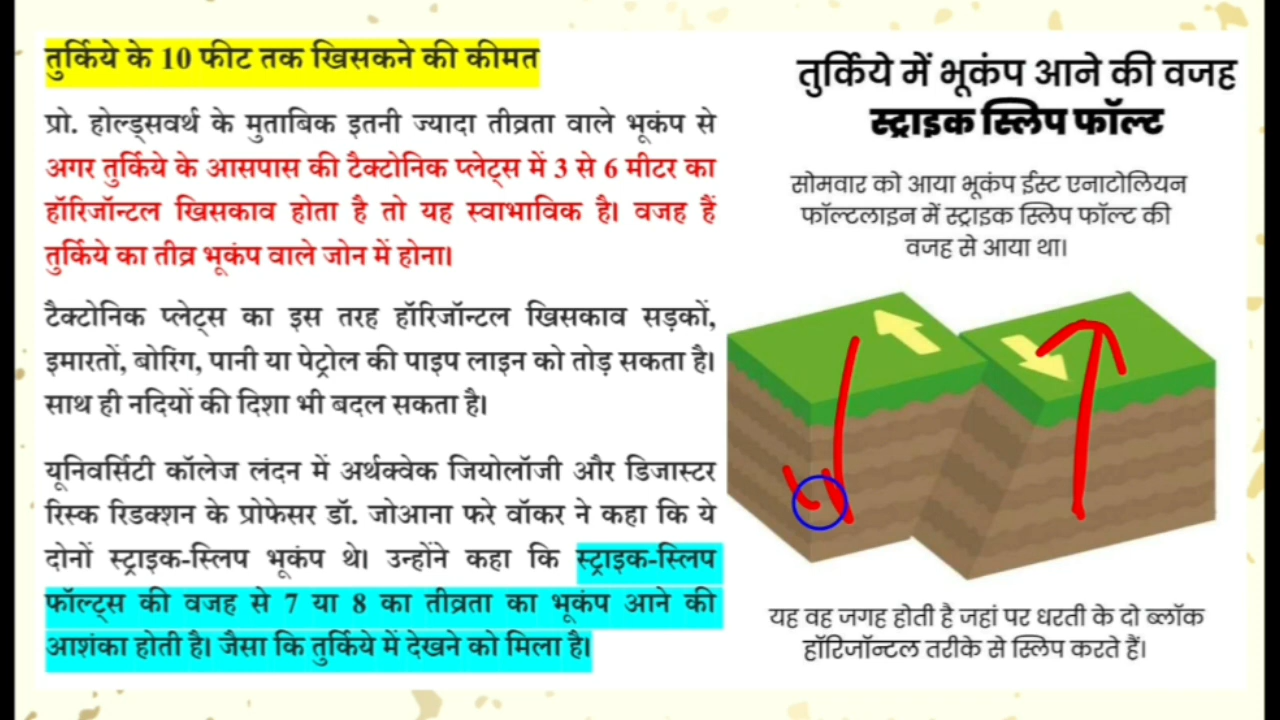 तुर्किये के 10 फीट तक खिसकने की कीमत
प्रो. होल्ड्सवर्थ के मुताबिक इतनी ज्यादा तीव्रता वाले भूकंप से
अगर तुर्किये के आसपास की टैक्टोनिक प्लेट्स में 3 से 6 मीटर का
हॉरिजॉन्टल खिसकाव होता है तो यह स्वाभाविक है। वजह हैं
तुर्किये का तीव्र भूकंप वाले जोन में होना।
टैक्टोनिक प्लेट्स का इस तरह हॉरिजॉन्टल खिसकाव सड़कों,
इमारतों, बोरिंग, पानी या पेट्रोल की पाइप लाइन को तोड़ सकता है।
साथ ही नदियों की दिशा भी बदल सकता है।
यूनिवर्सिटी कॉलेज लंदन में अर्थक्वेक जियोलॉजी और डिजास्टर
रिस्क रिडक्शन के प्रोफेसर डॉ. जोआना फरे वॉकर ने कहा कि ये
दोनों स्ट्राइक-स्लिप भूकंप थे। उन्होंने कहा कि स्ट्राइक-स्लिप
फॉल्ट्स की वजह से 7 या 8 का तीव्रता का भूकंप आने की
आशंका होती है। जैसा कि तुर्किये में देखने को मिला है।
तुर्किये में भूकंप आने की वजह
स्ट्राइक स्लिप फॉल्ट
सोमवार को आया भूकंप ईस्ट एनाटोलियन
फॉल्टलाइन में स्ट्राइक स्लिप फॉल्ट की
वजह से आया था।
यह वह जगह होती है जहां पर धरती के दो ब्लॉक
हॉरिजॉन्टल तरीके से स्लिप करते हैं।